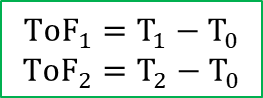 ToF₁ = T₁ − T₀
ToF₂ = T₂ − T₀